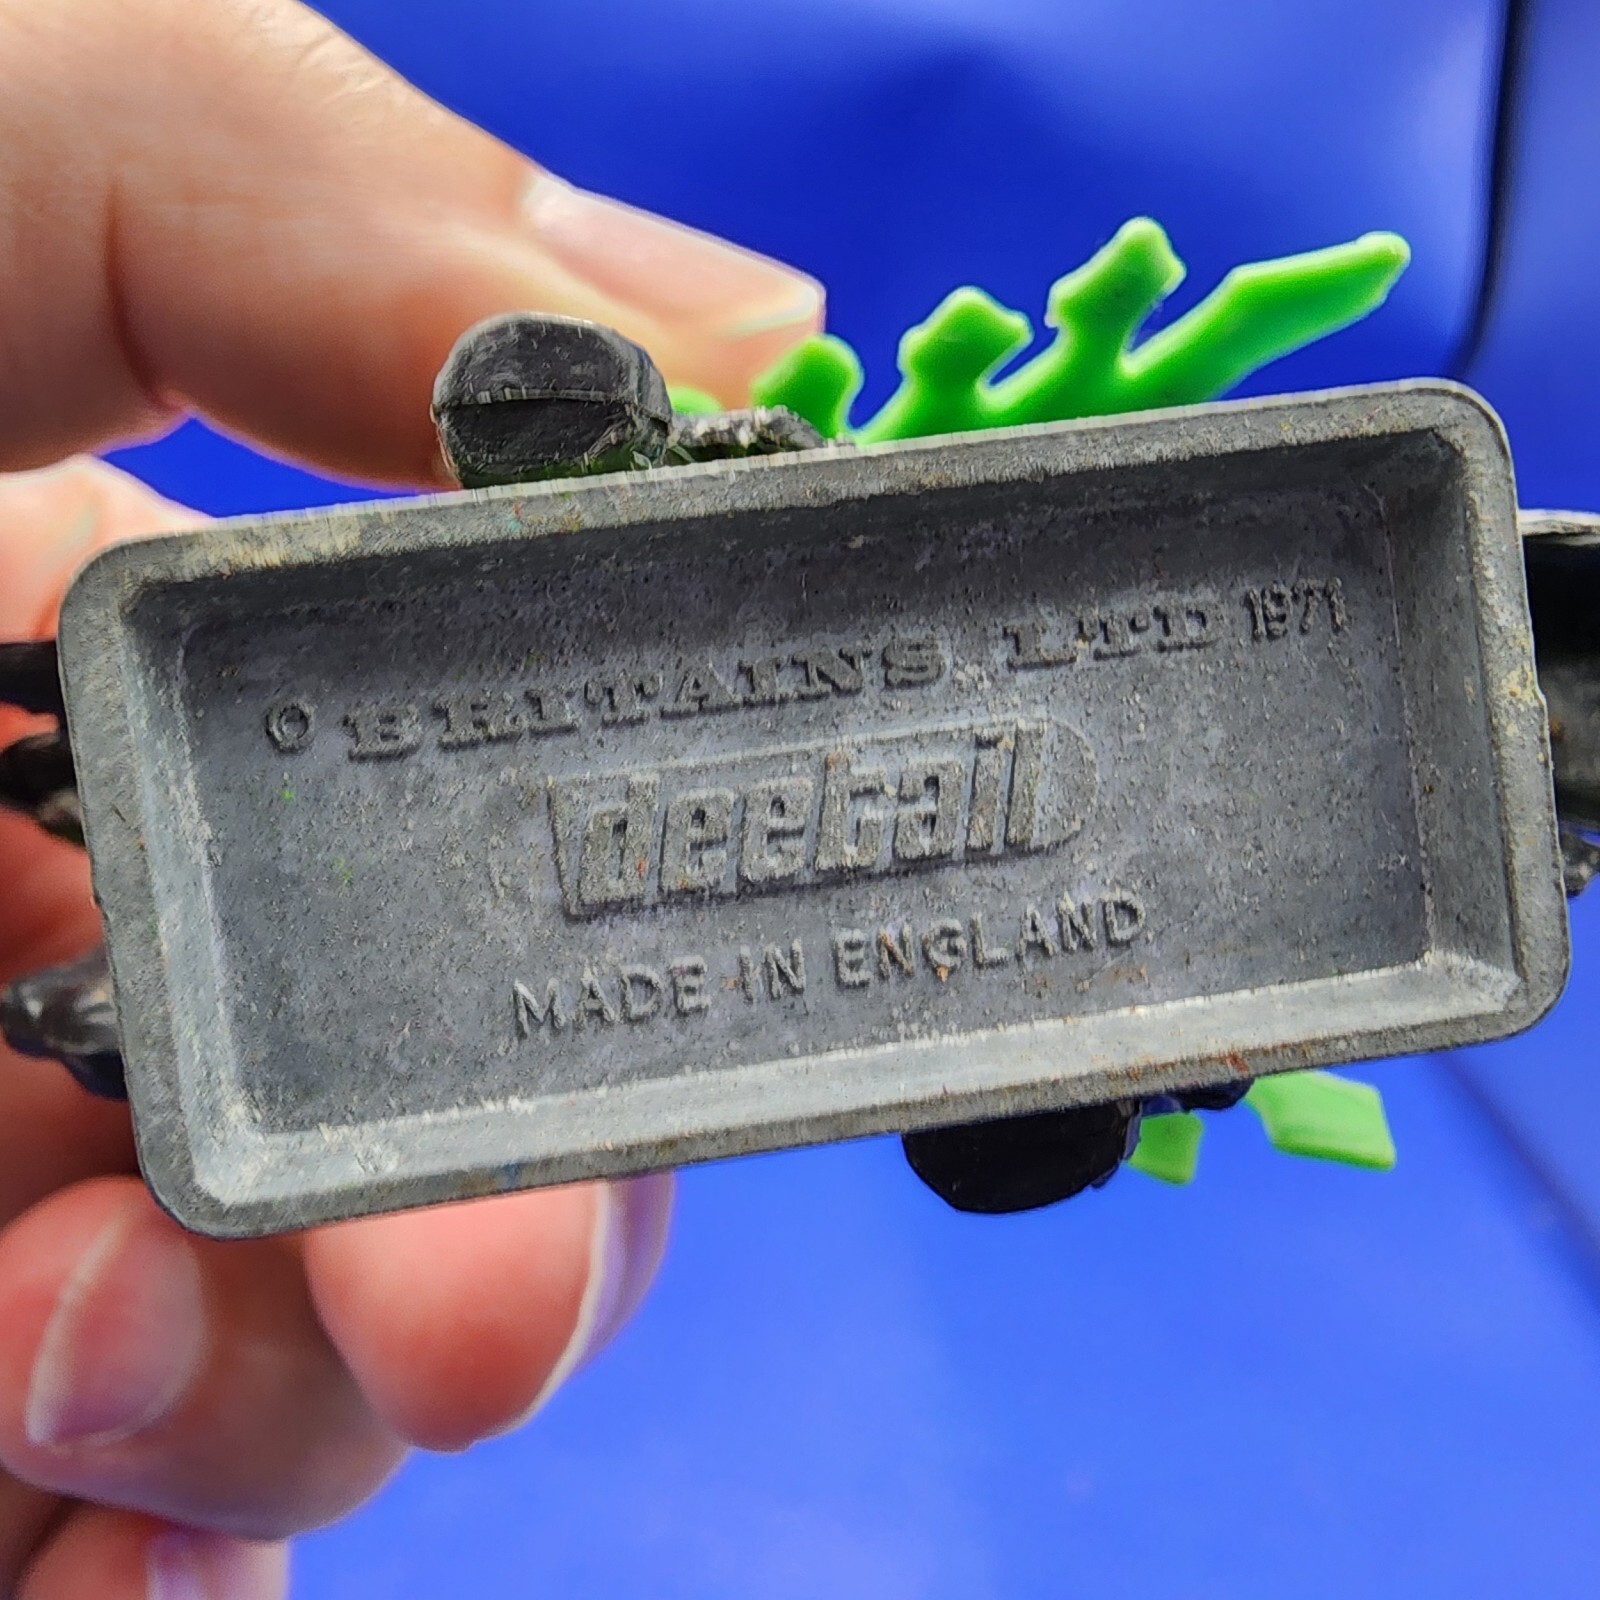 © BRITAINS LTD 1971
deetail
MADE IN ENGLAND